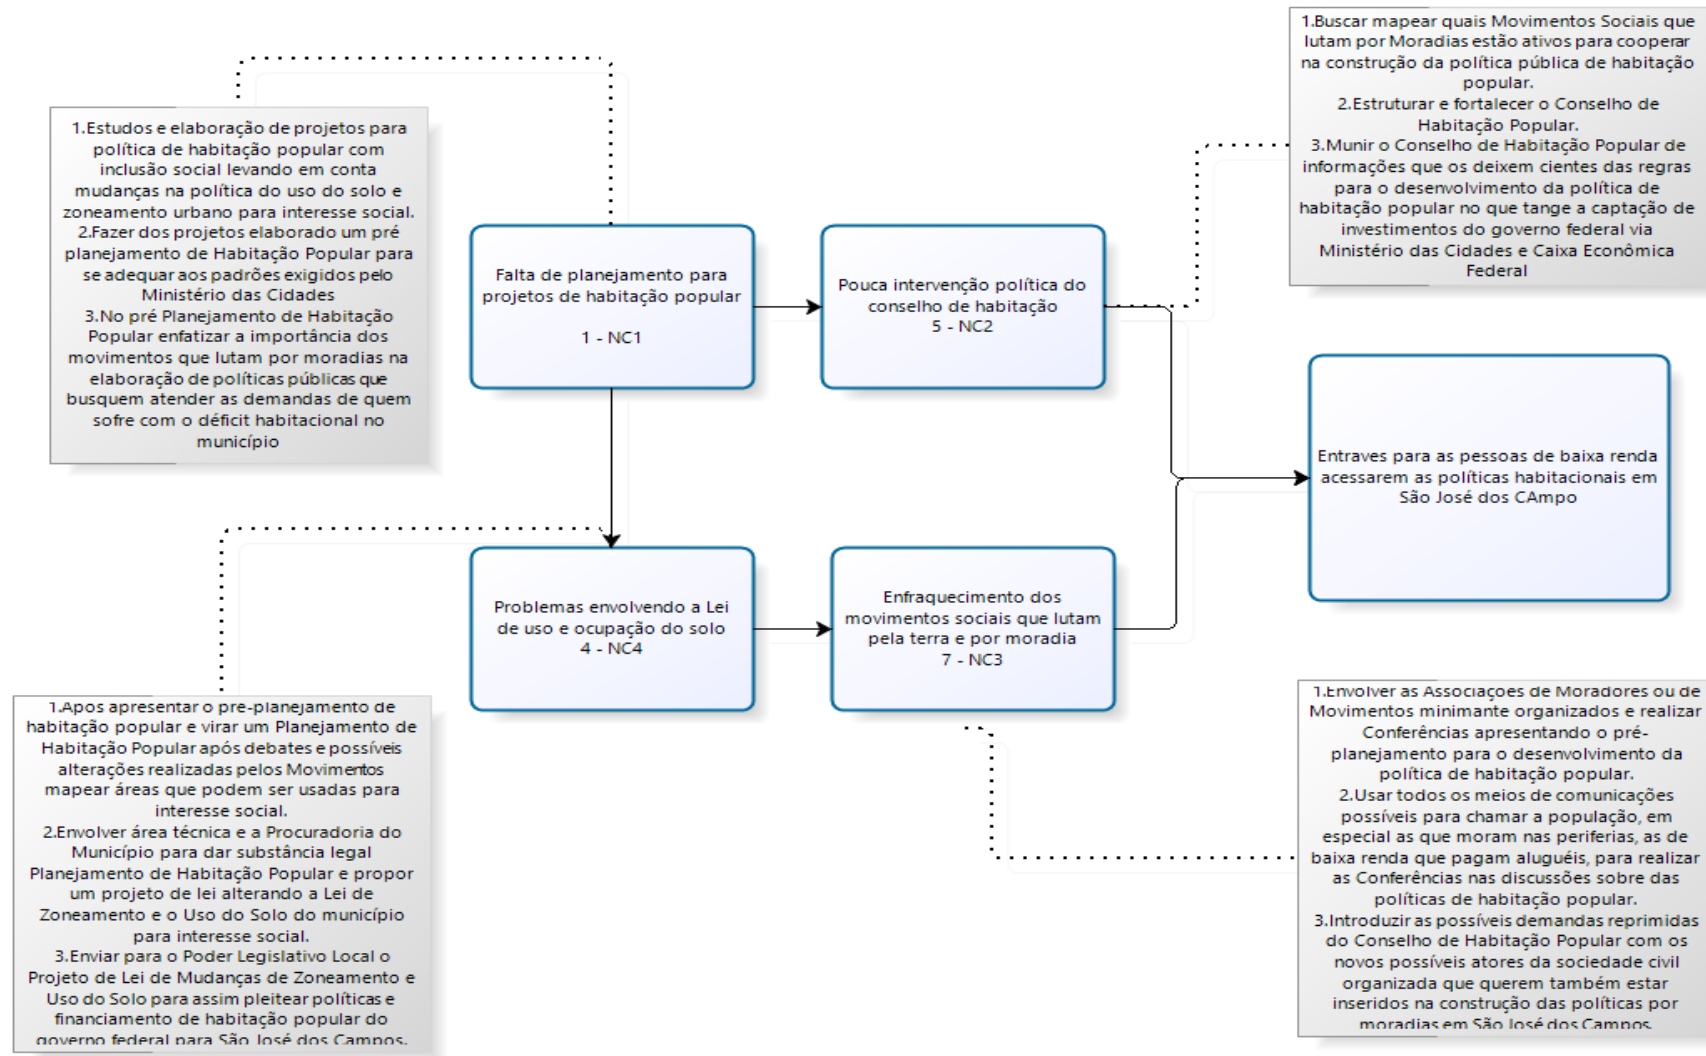 1.Estudos e elaboração de projetos para
política de habitação popular com
inclusão social levando em conta
mudanças na política do uso do solo e
zoneamento urbano para interesse social.
2.Fazer dos projetos elaborado um pré
planejamento de Habitação Popular para
se adequar aos padrões exigidos pelo
Ministério das Cidades
3.No pré Planejamento de Habitação
Popular enfatizar a importância dos
movimentos que lutam por moradias na
elaboração de políticas públicas que
busquem atender as demandas de quem
sofre com o déficit habitacional no
município
Falta de planejamento para
projetos de habitação popular
1 - NC1
Pouca intervenção política do
conselho de habitação
5 - NC2
1.Buscar mapear quais Movimentos Sociais que
lutam por Moradias estão ativos para cooperar
na construção da política pública de habitação
popular.
2.Estruturar e fortalecer o Conselho de
Habitação Popular.
3.Munir o Conselho de Habitação Popular de
informações que os deixem cientes das regras
para o desenvolvimento da política de
habitação popular no que tange a captação de
investimentos do governo federal via
Ministério das Cidades e Caixa Econômica
Federal
Entraves para as pessoas de baixa renda
acessarem as políticas habitacionais em
São José dos CAmpo
Problemas envolvendo a Lei
de uso e ocupação do solo
4 - NC4
Enfraquecimento dos
movimentos sociais que lutam
pela terra e por moradia
7 - NC3
1.Após apresentar o pré-planejamento de
habitação popular e virar um Planejamento de
Habitação Popular após debates e possíveis
alterações realizadas pelos Movimentos
mapear áreas que podem ser usadas para
interesse social.
2.Envolver área técnica e a Procuradoria do
Município para dar substância legal
Planejamento de Habitação Popular e propor
um projeto de lei alterando a Lei de
Zoneamento e o Uso do Solo do município
para interesse social.
3.Enviar para o Poder Legislativo Local o
Projeto de Lei de Mudanças de Zoneamento e
Uso do Solo para assim pleitear políticas e
financiamento de habitação popular do
governo federal para São José dos Campos.
1.Envolver as Associações de Moradores ou de
Movimentos minimante organizados e realizar
Conferências apresentando o pré-
planejamento para o desenvolvimento da
política de habitação popular.
2.Usar todos os meios de comunicações
possíveis para chamar a população, em
especial as que moram nas periferias, as de
baixa renda que pagam aluguéis, para realizar
as Conferências nas discussões sobre das
políticas de habitação popular.
3.Introduzir as possíveis demandas reprimidas
do Conselho de Habitação Popular com os
novos possíveis atores da sociedade civil
organizada que querem também estar
inseridos na construção das políticas por
moradias em São José dos Campos.